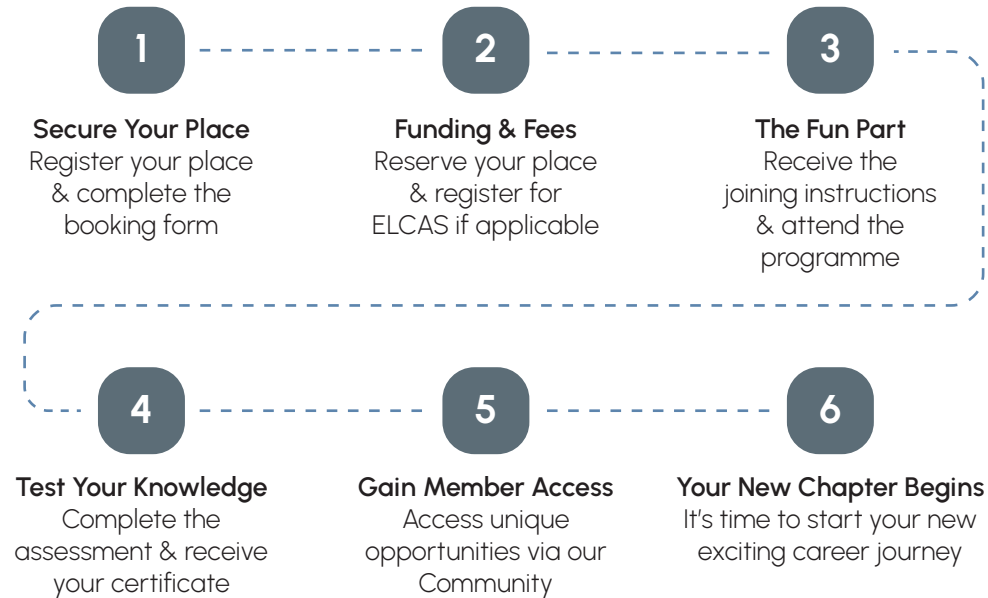 1
Secure Your Place
Register your place
& complete the
booking form
2
Funding & Fees
Reserve your place
& register for
ELCAS if applicable
3
The Fun Part
Receive the
joining instructions
& attend the
programme
4
Test Your Knowledge
Complete the
assessment & receive
your certificate
5
Gain Member Access
Access unique
opportunities via our
Community
6
Your New Chapter Begins
It's time to start your new
exciting career journey